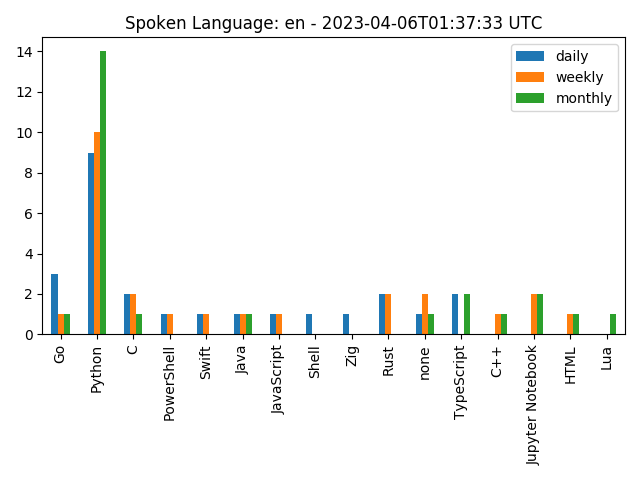 Spoken Language: en - 2023-04-06T01:37:33 UTC
daily
weekly
monthly
14
12
10
8
6
4
2
0
Go
Python
C
PowerShell
Swift
Java
JavaScript
Shell
Zig
Rust
none
TypeScript
C++
Jupyter Notebook
HTML
Lua